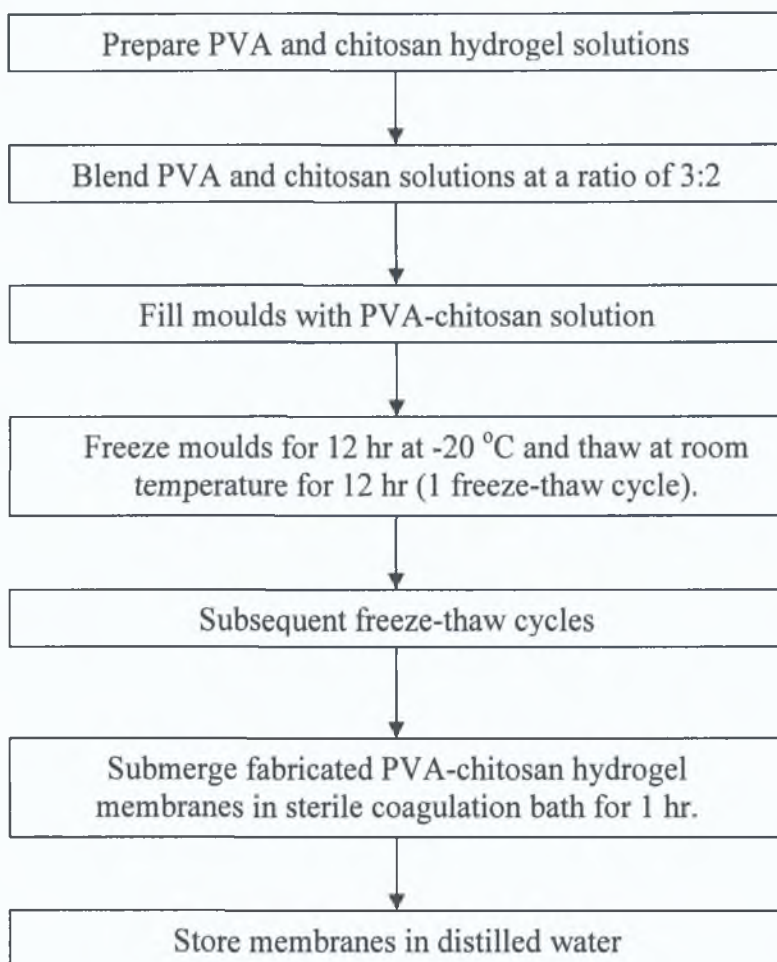 Prepare PVA and chitosan hydrogel solutions
Blend PVA and chitosan solutions at a ratio of 3:2
Fill moulds with PVA-chitosan solution
Freeze moulds for 12 hr at -20 °C and thaw at room
temperature for 12 hr (1 freeze-thaw cycle).
Subsequent freeze-thaw cycles
Submerge fabricated PVA-chitosan hydrogel
membranes in sterile coagulation bath for 1 hr.
Store membranes in distilled water